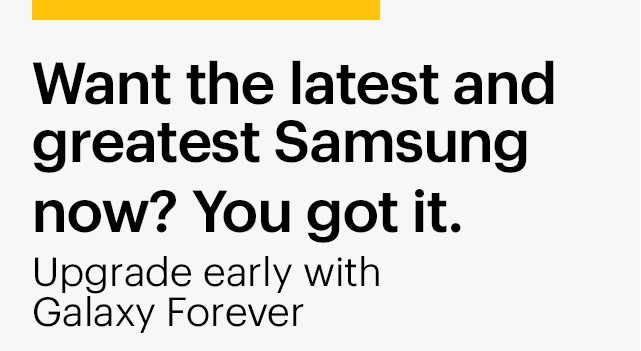 Want the latest and
greatest Samsung
now? You got it.
Upgrade early with
Galaxy Forever